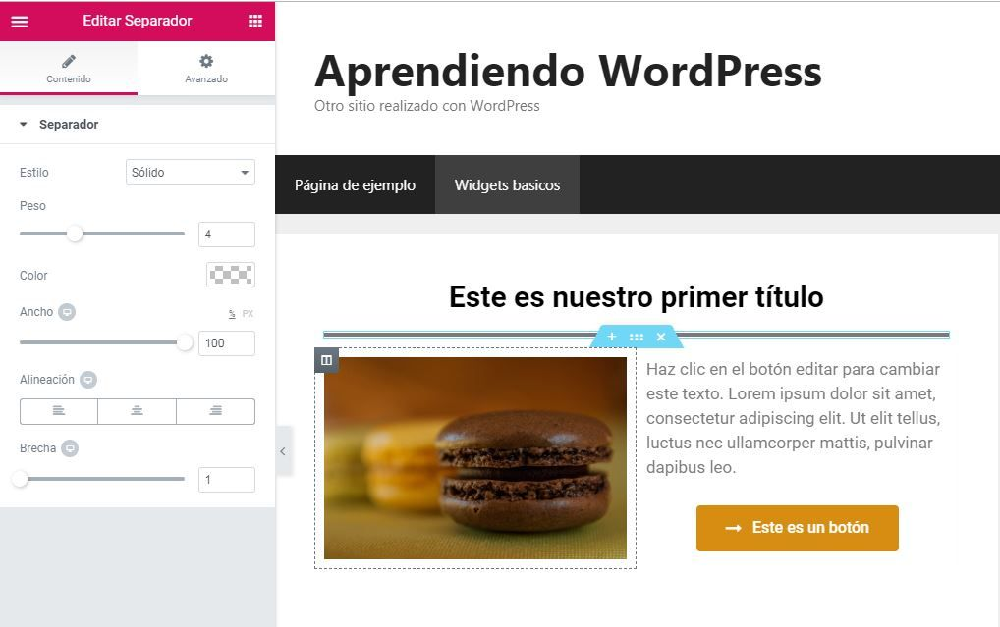 Editar Separador
Contenido
Avanzado
Separador
Estilo
Sólido
Peso
4
Color
Ancho
% PX
100
Alineación
Brecha
1
Aprendiendo WordPress
Otro sitio realizado con WordPress
Página de ejemplo
Widgets basicos
Este es nuestro primer título
Haz clic en el botón editar para cambiar
este texto. Lorem ipsum dolor sit amet,
consectetur adipiscing elit. Ut elit tellus,
luctus nec ullamcorper mattis, pulvinar
dapibus leo.
Este es un botón